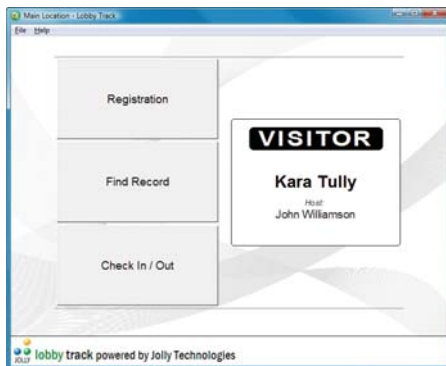 Main Location - Lobby Track
File Help
Registration
Find Record
Check In / Out
VISITOR
Kara Tully
Host:
John Williamson
JOLLY
lobby track powered by Jolly Technologies